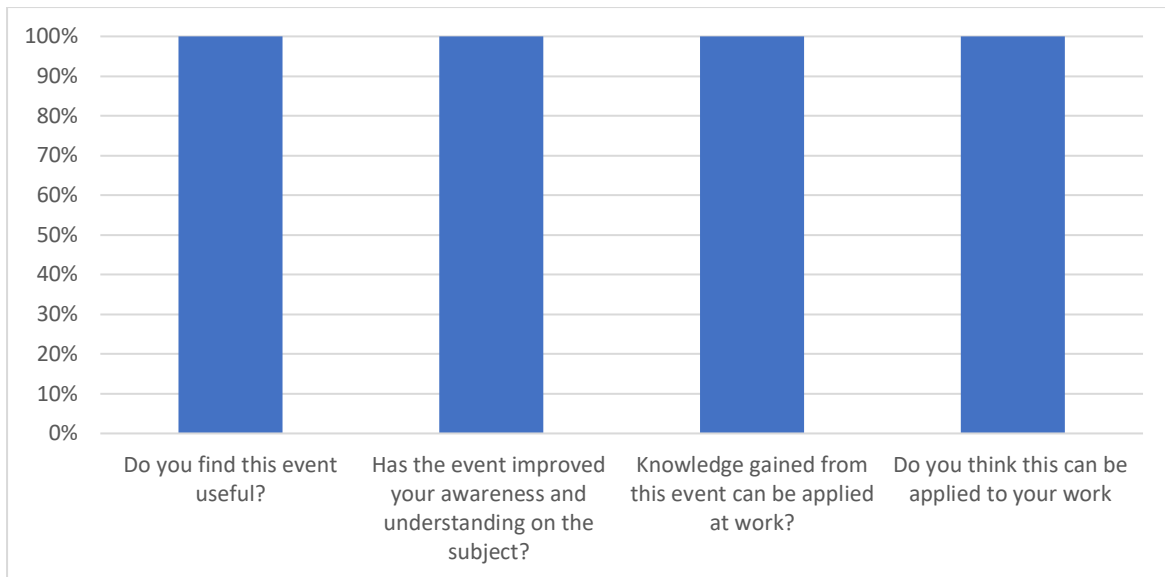 100%
90%
80%
70%
60%
50%
40%
30%
20%
10%
0%
Do you find this event
useful?
Has the event improved
your awareness and
understanding on the
subject?
Knowledge gained from
this event can be applied
at work?
Do you think this can be
applied to your work